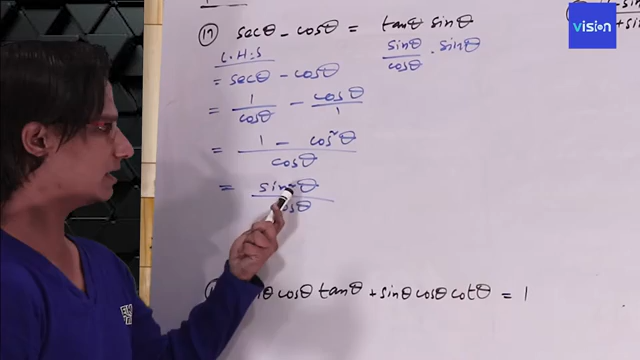 (17) secθ - cosθ = tanθ sinθ
L.H.S
sinθ/cosθ · sinθ
= secθ - cosθ
= 1/cosθ - cosθ/1
= (1 - cos²θ)/cosθ
= sin²θ/cosθ
cosθ tanθ + sinθ cosθ cotθ = 1
vision